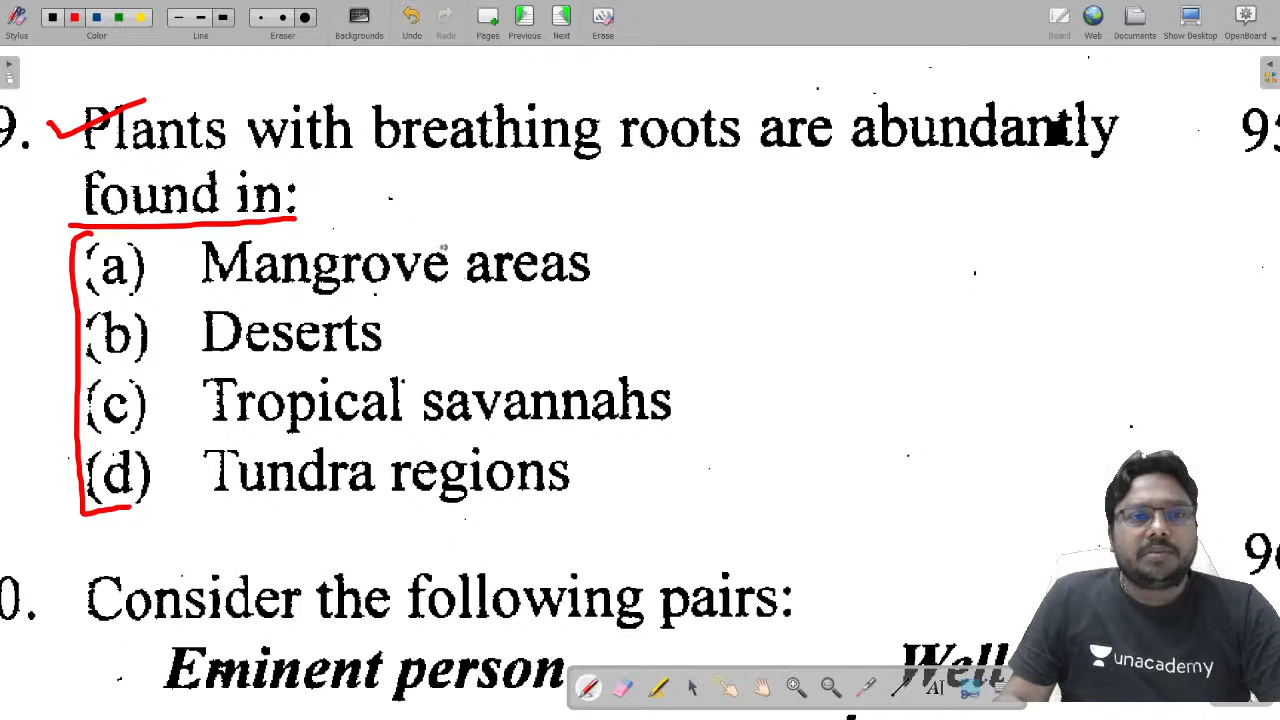 Stylus Color Line Eraser Backgrounds Undo Redo Pages Previous Next Erase Board Web Documents Show Desktop OpenBoard
9. Plants with breathing roots are abundantly
found in:
(a) Mangrove areas
(b) Deserts
(c) Tropical savannahs
(d) Tundra regions
0. Consider the following pairs:
Eminent person
unacademy